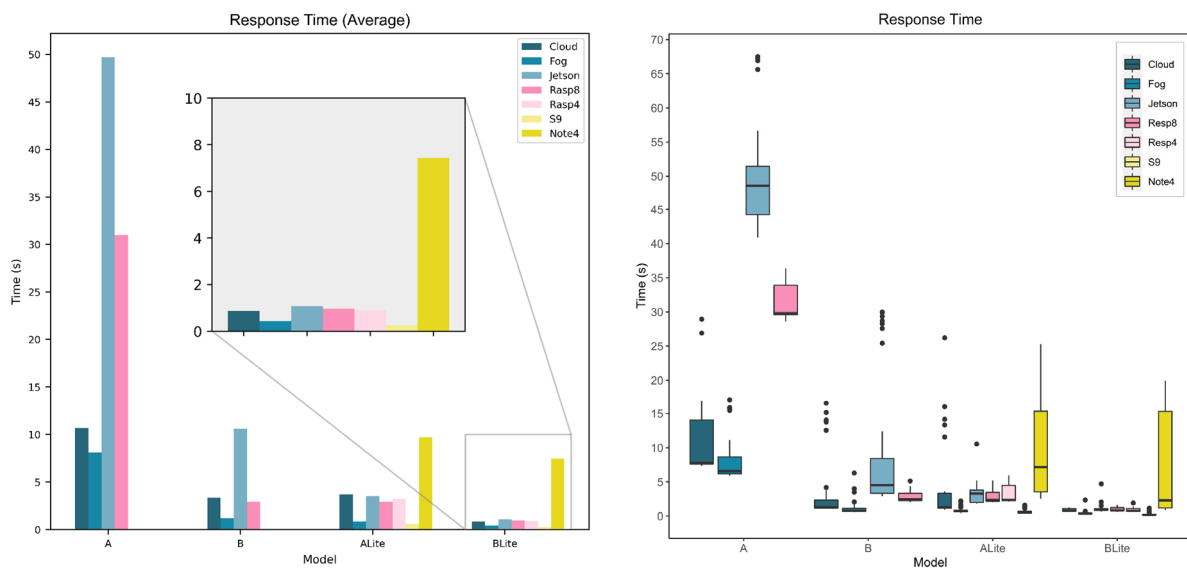 Response Time (Average)
50
45
40
35
30
25
20
15
10
5
0
Time (s)
Cloud
Fog
Jetson
Rasp8
Rasp4
S9
Note4
10
8
6
4
2
0
A
B
ALite
BLite
Model
Response Time
70
65
60
55
50
45
40
35
30
25
20
15
10
5
0
Time (s)
Cloud
Fog
Jetson
Resp8
Resp4
S9
Note4
A
B
ALite
BLite
Model